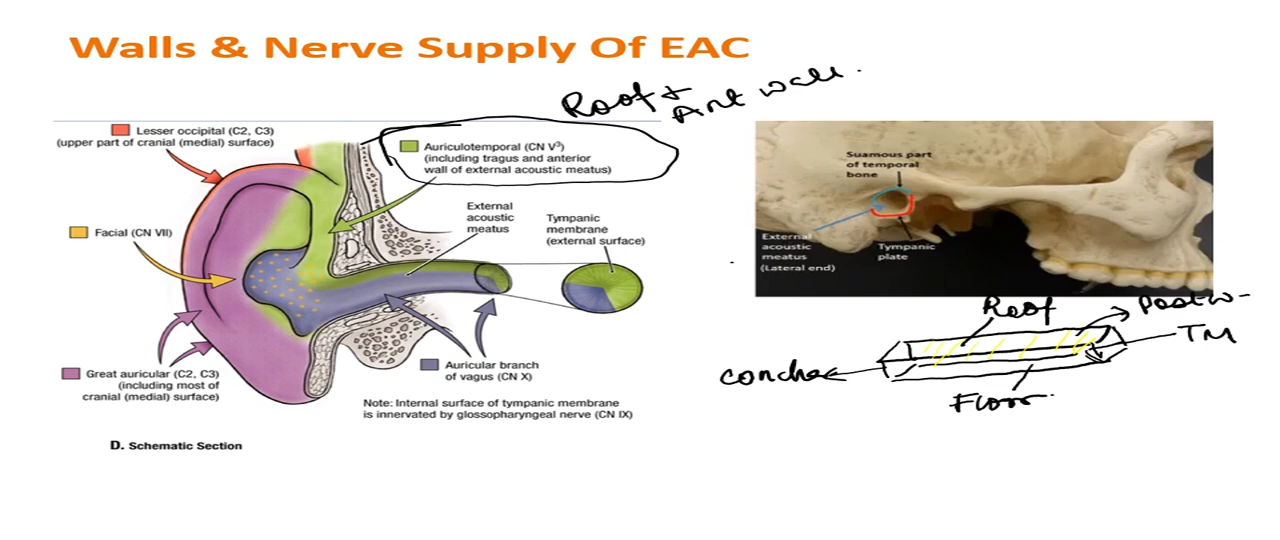 Walls & Nerve Supply Of EAC
Roof +
Ant wall.
Lesser occipital (C2, C3)
(upper part of cranial (medial) surface)
Auriculotemporal (CN V³)
(including tragus and anterior
wall of external acoustic meatus)
External
acoustic
meatus
Tympanic
membrane
(external surface)
Facial (CN VII)
Great auricular (C2, C3)
(including most of
cranial (medial) surface)
Auricular branch
of vagus (CN X)
Note: Internal surface of tympanic membrane
is innervated by glossopharyngeal nerve (CN IX)
D. Schematic Section
Suamous part
of temporal
bone
External
acoustic
meatus
(Lateral end)
Tympanic
plate
Roof
Post w-
TM
concha
Floor.